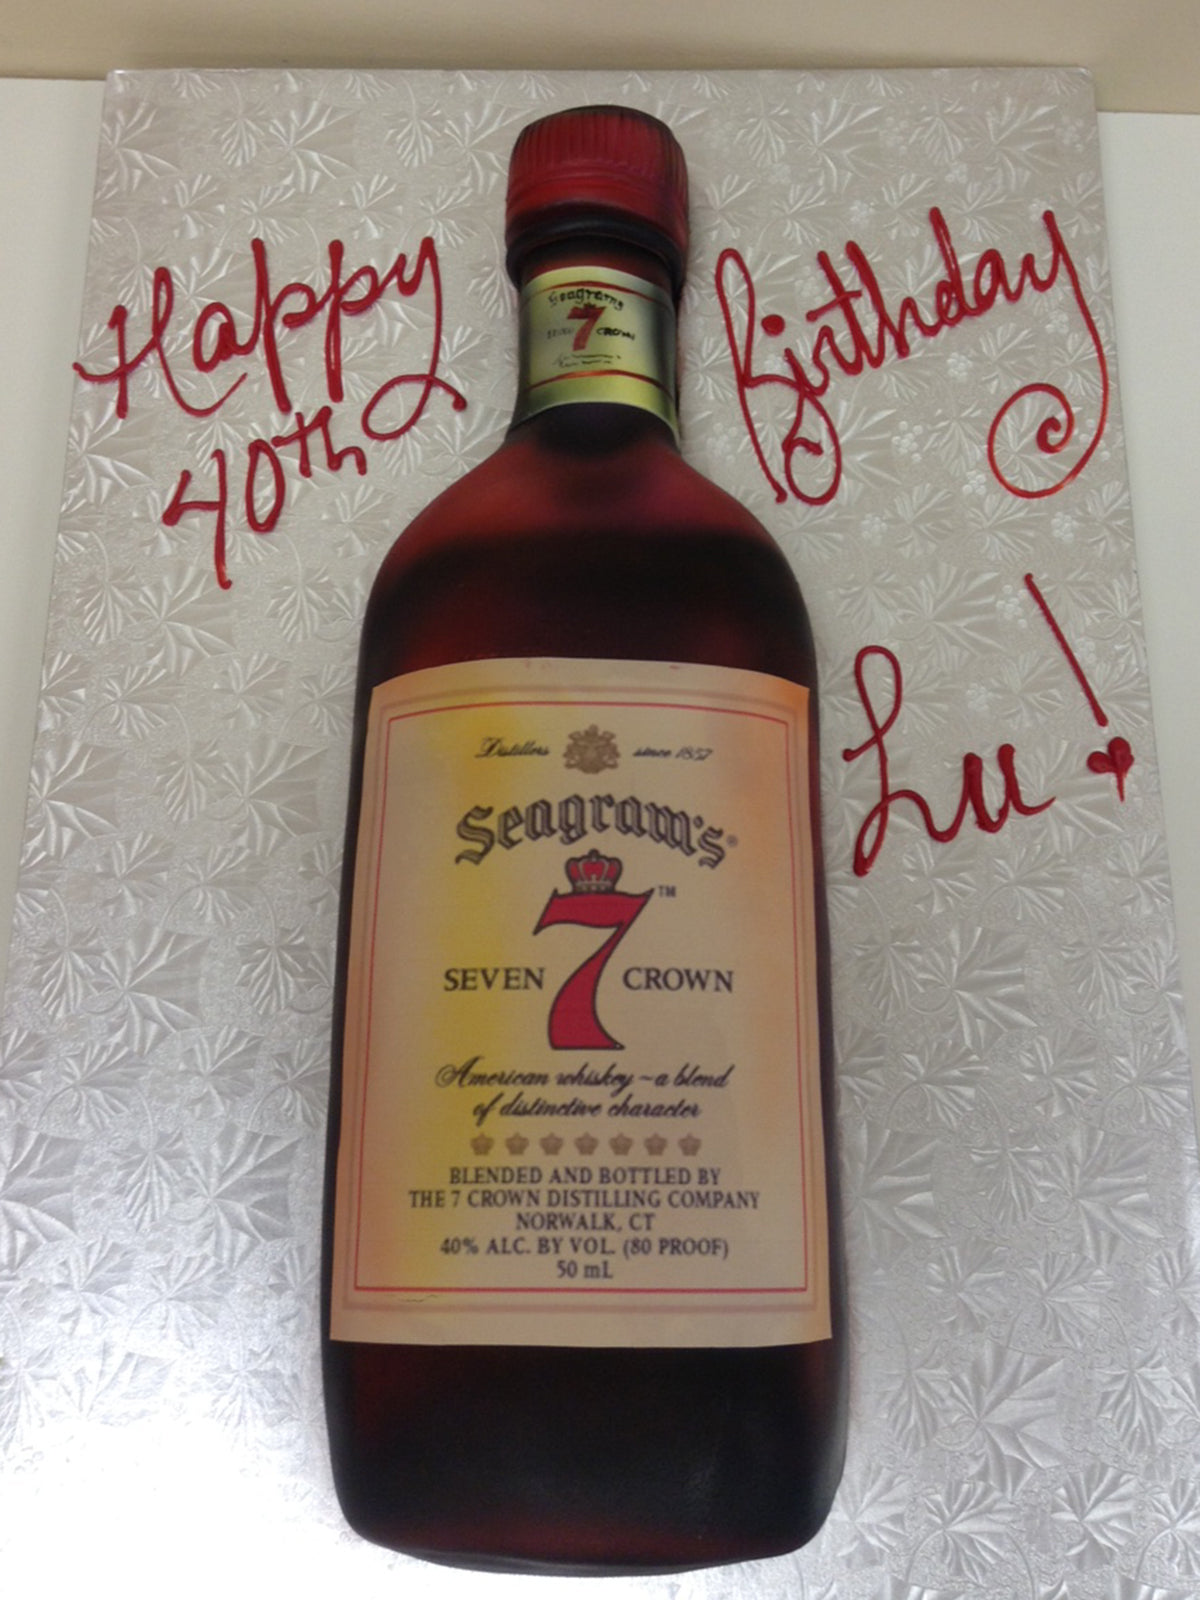 Happy Birthday
40th
Lu!
Seagram's
7
SEVEN CROWN
Distillers since 1857
Seagram's®
7™
SEVEN CROWN
American whiskey ~ a blend
of distinctive character
BLENDED AND BOTTLED BY
THE 7 CROWN DISTILLING COMPANY
NORWALK, CT
40% ALC. BY VOL. (80 PROOF)
50 mL